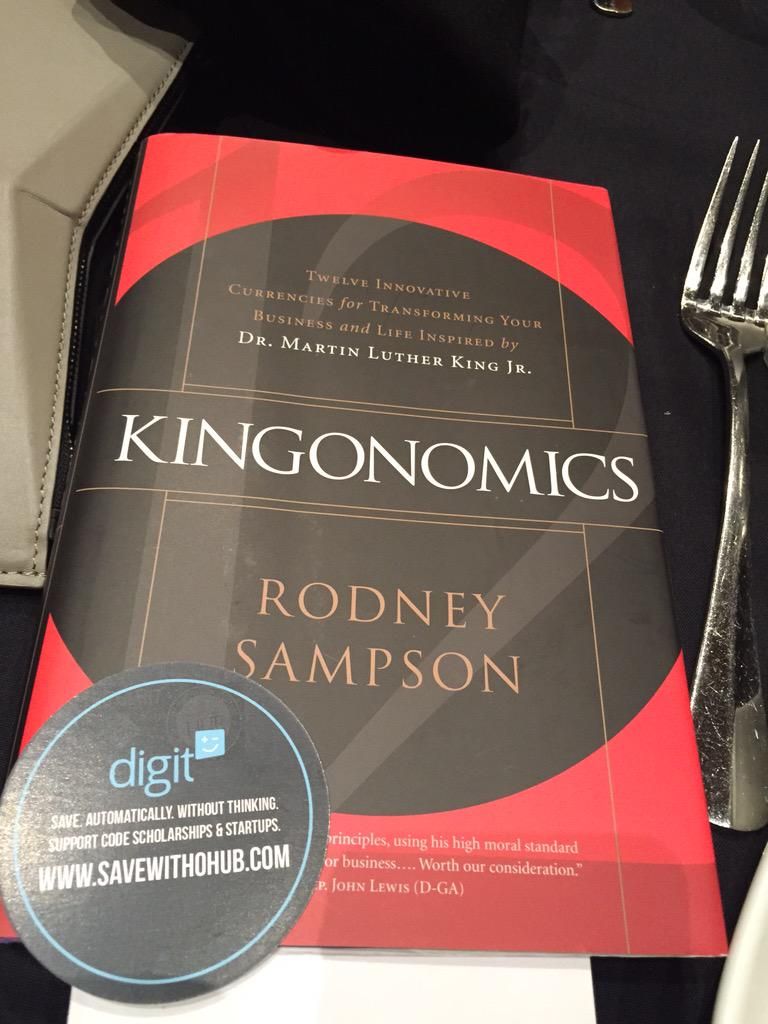 Twelve Innovative
Currencies for Transforming Your
Business and Life Inspired by
Dr. Martin Luther King Jr.
KINGONOMICS
RODNEY
SAMPSON
principles, using his high moral standard
for business.... Worth our consideration."
John Lewis (D-GA)
digit
SAVE. AUTOMATICALLY. WITHOUT THINKING.
SUPPORT CODE SCHOLARSHIPS & STARTUPS.
WWW.SAVEWITHOHUB.COM